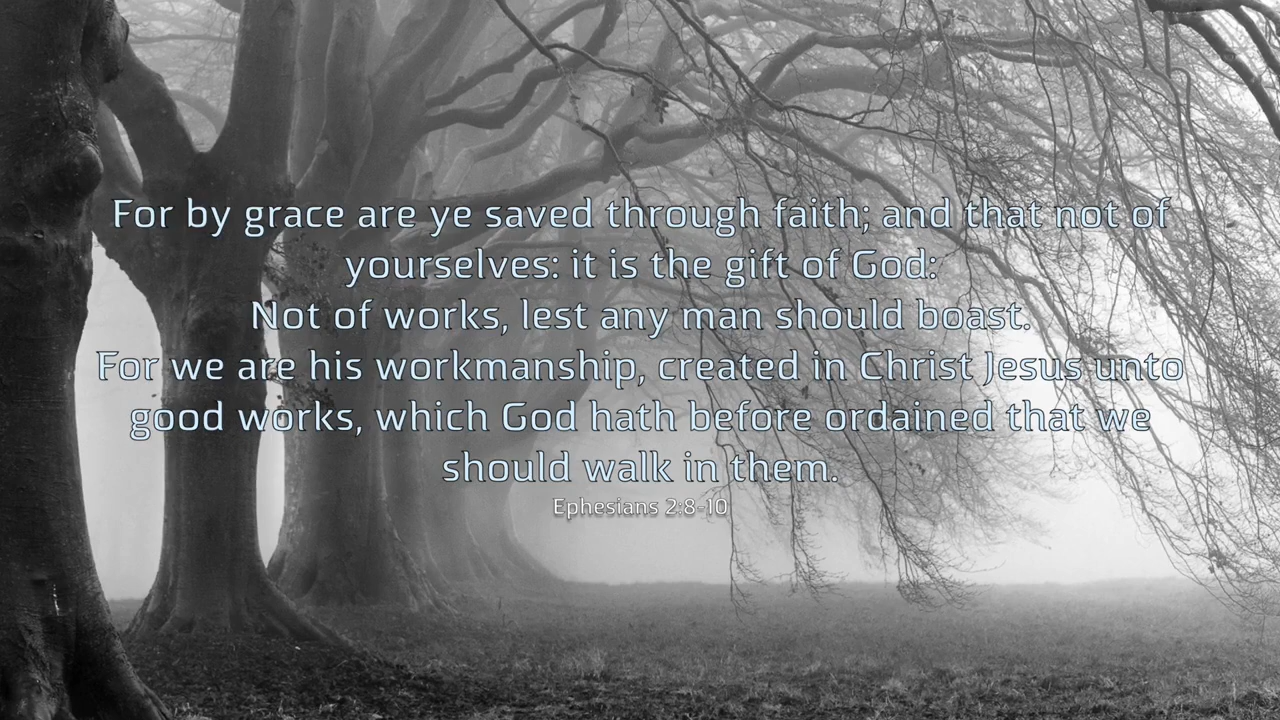 For by grace are ye saved through faith; and that not of
yourselves: it is the gift of God:
Not of works, lest any man should boast.
For we are his workmanship, created in Christ Jesus unto
good works, which God hath before ordained that we
should walk in them.
Ephesians 2:8-10